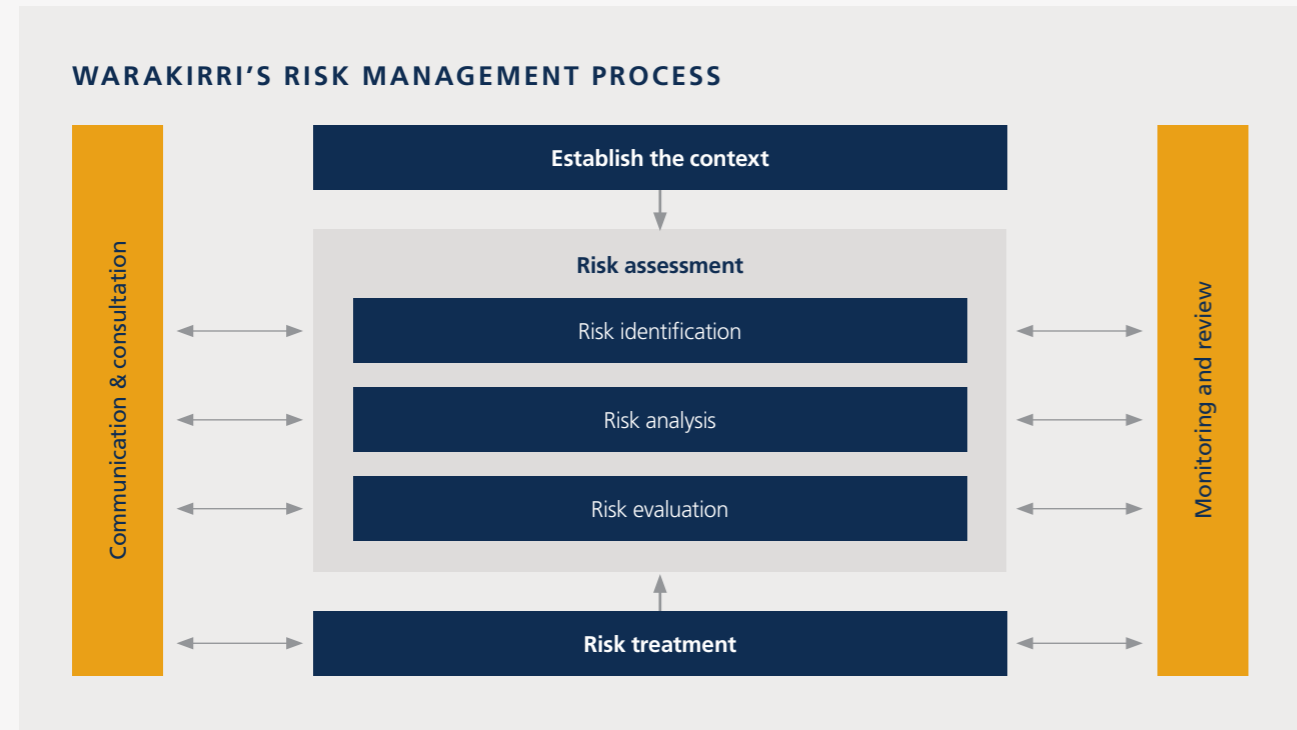 WARAKIRRI’S RISK MANAGEMENT PROCESS
Communication & consultation
Establish the context
Risk assessment
Risk identification
Risk analysis
Risk evaluation
Risk treatment
Monitoring and review